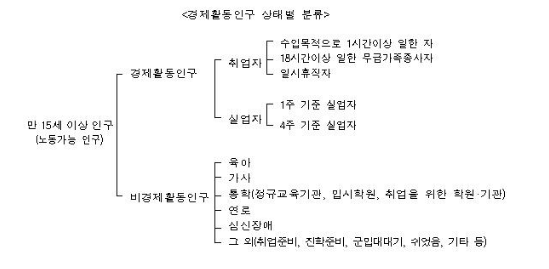 <경제활동인구 상태별 분류>
수입목적으로 1시간이상 일한 자
취업자
18시간이상 일한 무급가족종사자
경제활동인구
일시휴직자
1주 기준 실업자
실업자
4주 기준 실업자
만 15세 이상 인구
(노동가능 인구)
육아
가사
비경제활동인구
통학(정규교육기관, 입시학원, 취업을 위한 학원·기관)
연로
심신장애
그 외(취업준비, 진학준비, 군입대대기, 쉬었음, 기타 등)